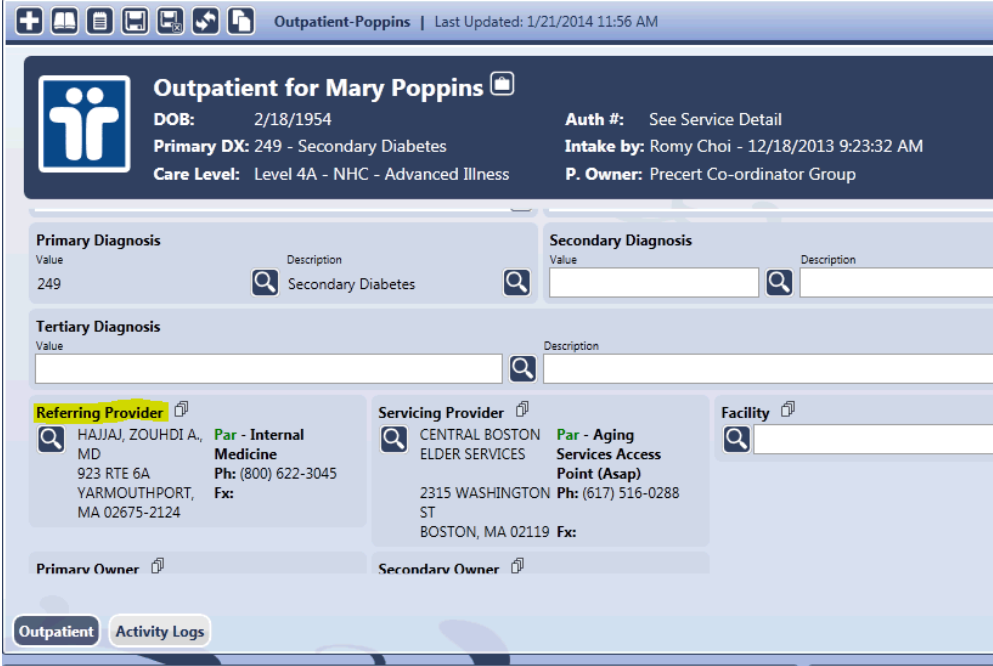 Outpatient-Poppins | Last Updated: 1/21/2014 11:56 AM
Outpatient for Mary Poppins
DOB: 2/18/1954 Auth #: See Service Detail
Primary DX: 249 - Secondary Diabetes Intake by: Romy Choi - 12/18/2013 9:23:32 AM
Care Level: Level 4A - NHC - Advanced Illness P. Owner: Precert Co-ordinator Group
Primary Diagnosis Secondary Diagnosis
Value Description Value Description
249 Secondary Diabetes
Tertiary Diagnosis
Value Description
Referring Provider Servicing Provider Facility
HAJJAJ, ZOUHDI A., Par - Internal CENTRAL BOSTON Par - Aging
MD Medicine ELDER SERVICES Services Access
923 RTE 6A Ph: (800) 622-3045 Point (Asap)
YARMOUTHPORT, Fx: 2315 WASHINGTON Ph: (617) 516-0288
MA 02675-2124 ST
BOSTON, MA 02119 Fx:
Primary Owner Secondary Owner
Outpatient Activity Logs